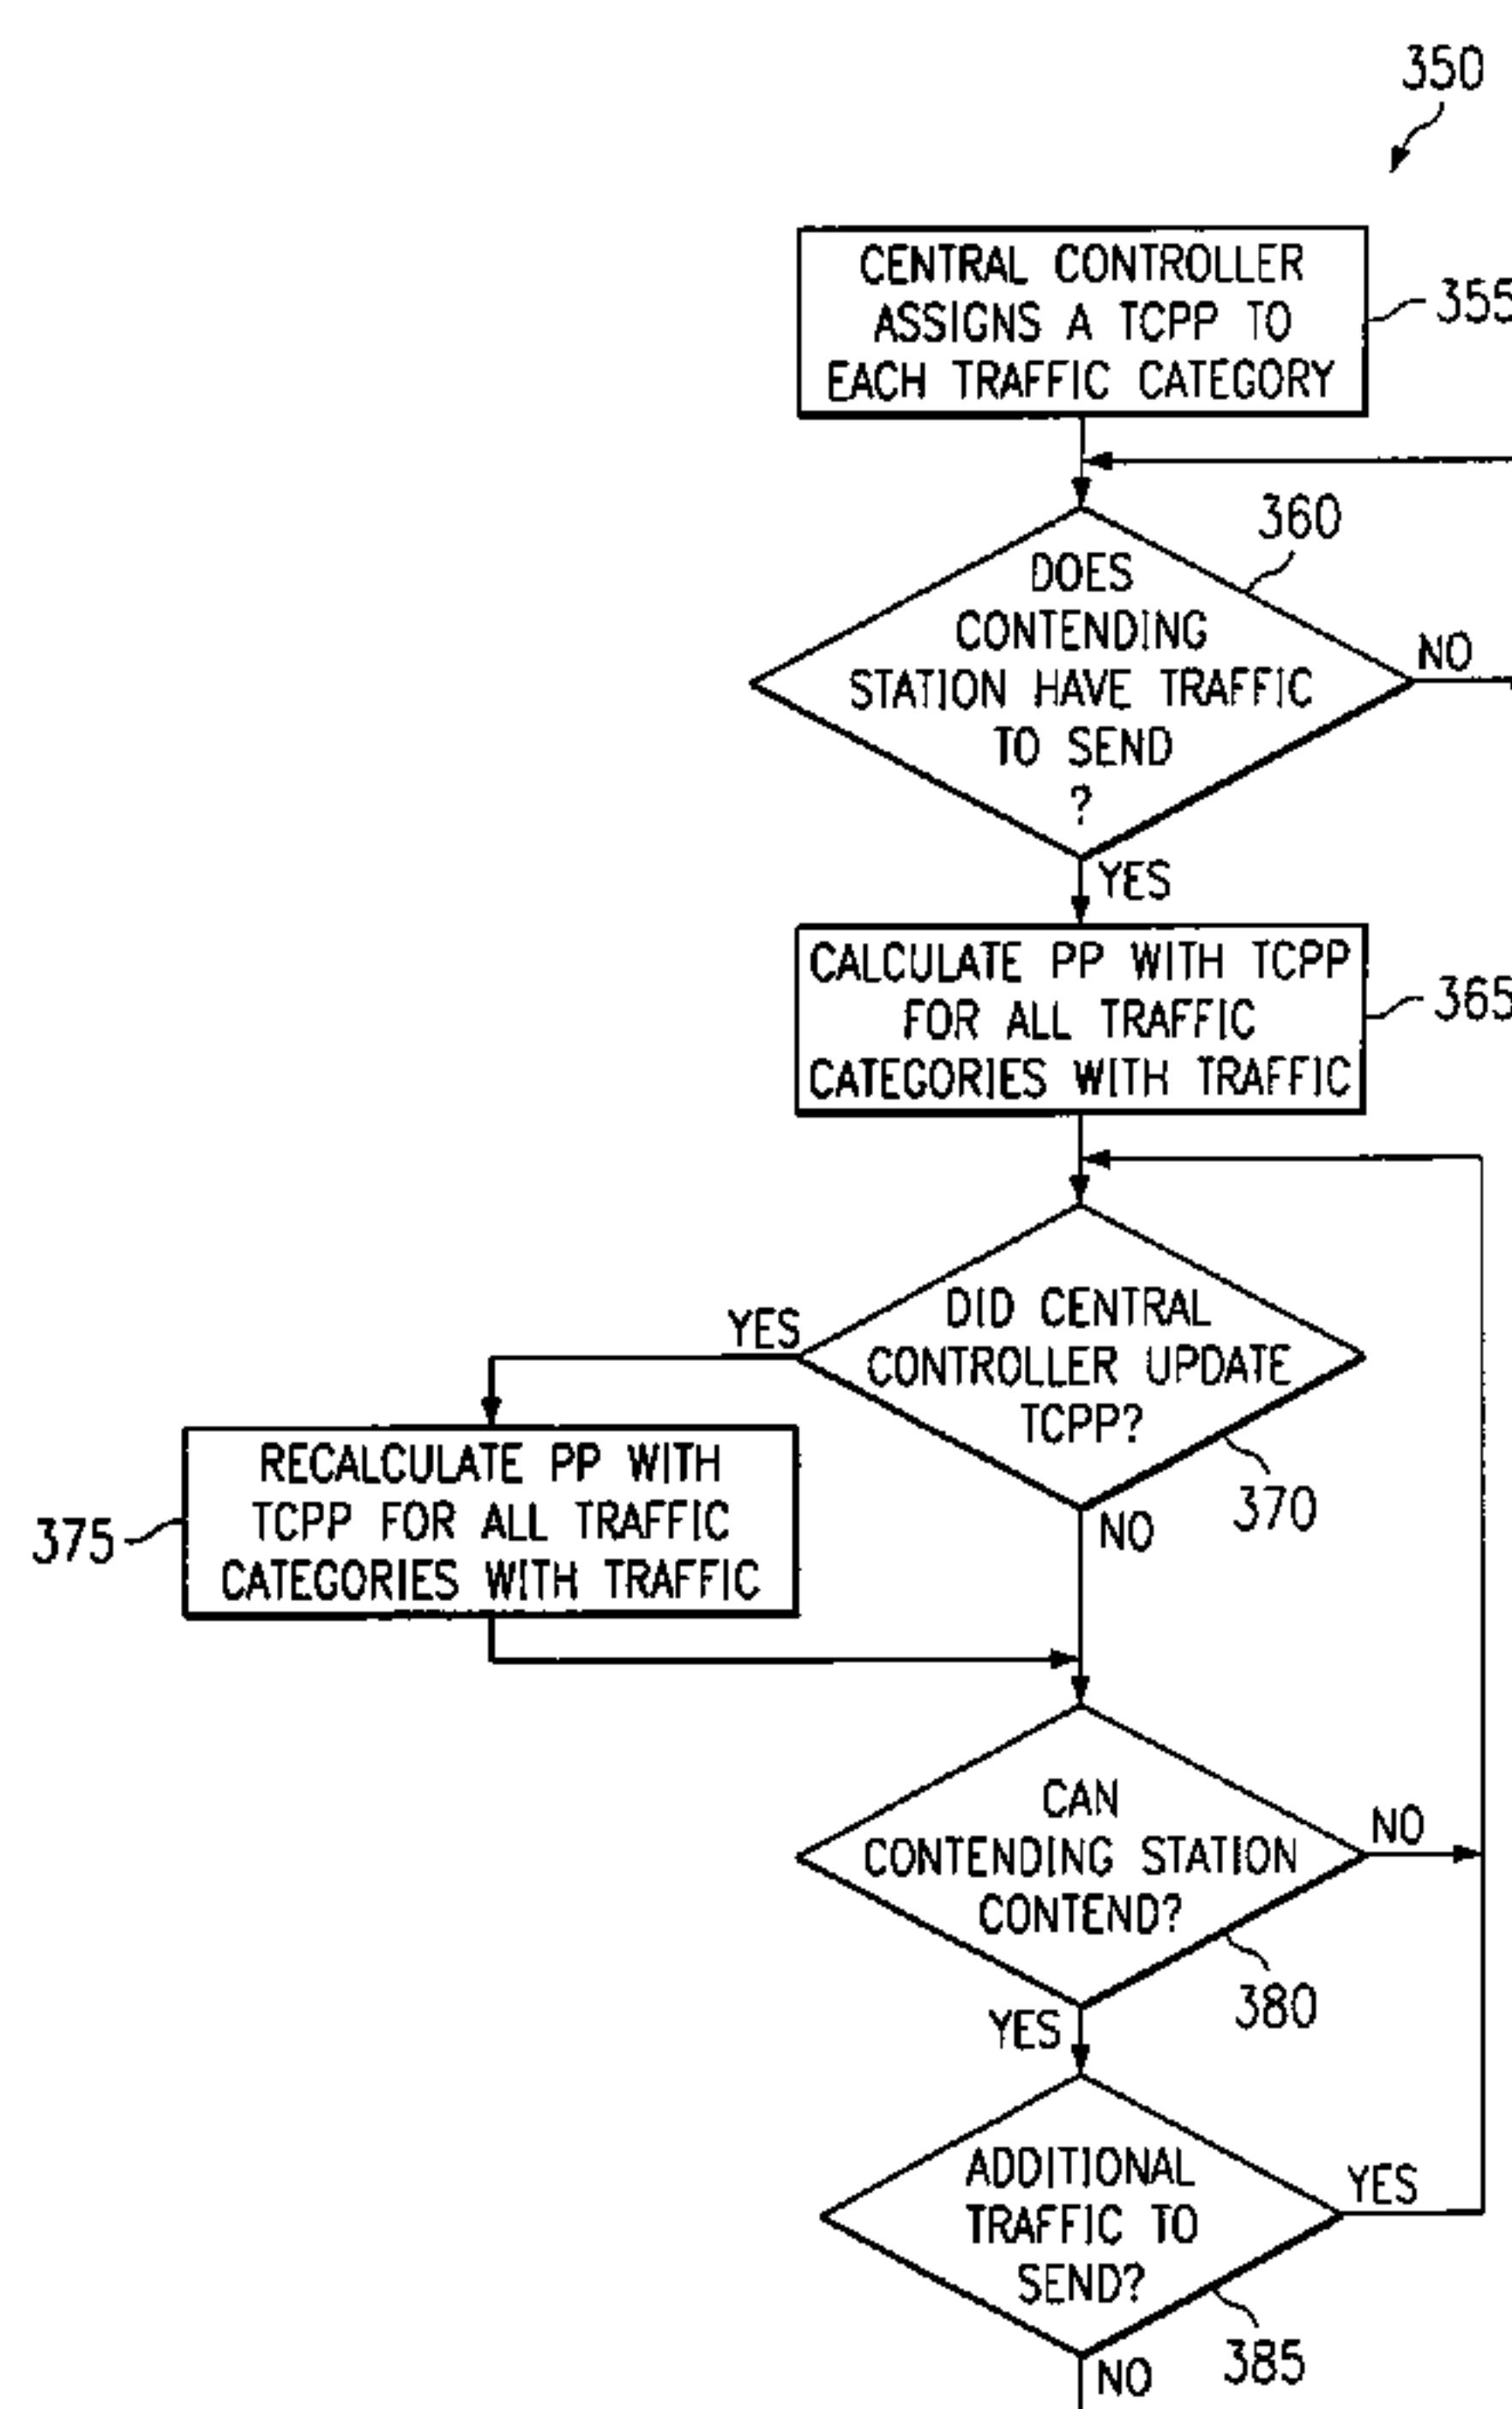 350
CENTRAL CONTROLLER
ASSIGNS A TCPP TO
EACH TRAFFIC CATEGORY
355
360
DOES
CONTENDING
STATION HAVE TRAFFIC
TO SEND
?
NO
YES
CALCULATE PP WITH TCPP
FOR ALL TRAFFIC
CATEGORIES WITH TRAFFIC
365
DID CENTRAL
CONTROLLER UPDATE
TCPP?
YES
370
NO
RECALCULATE PP WITH
TCPP FOR ALL TRAFFIC
CATEGORIES WITH TRAFFIC
375
CAN
CONTENDING STATION
CONTEND?
NO
380
YES
ADDITIONAL
TRAFFIC TO
SEND?
YES
385
NO